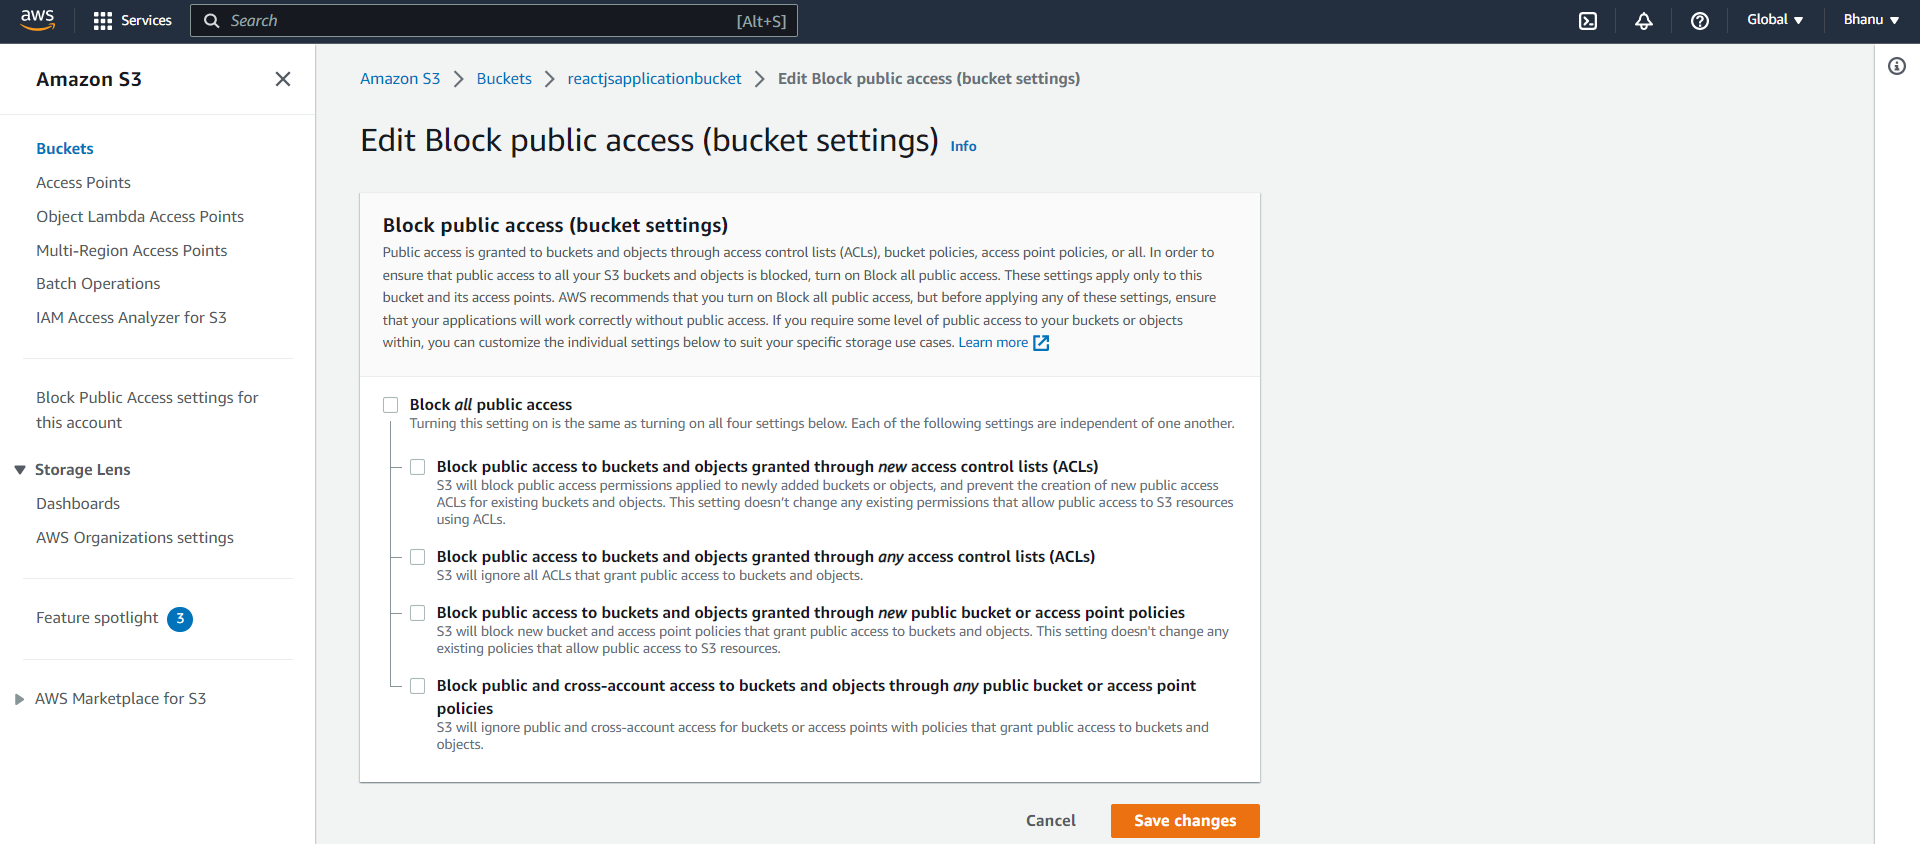 aws
Services
Search
[Alt+S]
Global
Bhanu
Amazon S3
Buckets
Access Points
Object Lambda Access Points
Multi-Region Access Points
Batch Operations
IAM Access Analyzer for S3
Block Public Access settings for
this account
Storage Lens
Dashboards
AWS Organizations settings
Feature spotlight 3
AWS Marketplace for S3
Amazon S3 > Buckets > reactjsapplicationbucket > Edit Block public access (bucket settings)
Edit Block public access (bucket settings) Info
Block public access (bucket settings)
Public access is granted to buckets and objects through access control lists (ACLs), bucket policies, access point policies, or all. In order to
ensure that public access to all your S3 buckets and objects is blocked, turn on Block all public access. These settings apply only to this
bucket and its access points. AWS recommends that you turn on Block all public access, but before applying any of these settings, ensure
that your applications will work correctly without public access. If you require some level of public access to your buckets or objects
within, you can customize the individual settings below to suit your specific storage use cases. Learn more
Block all public access
Turning this setting on is the same as turning on all four settings below. Each of the following settings are independent of one another.
Block public access to buckets and objects granted through new access control lists (ACLs)
S3 will block public access permissions applied to newly added buckets or objects, and prevent the creation of new public access
ACLs for existing buckets and objects. This setting doesn't change any existing permissions that allow public access to S3 resources
using ACLs.
Block public access to buckets and objects granted through any access control lists (ACLs)
S3 will ignore all ACLs that grant public access to buckets and objects.
Block public access to buckets and objects granted through new public bucket or access point policies
S3 will block new bucket and access point policies that grant public access to buckets and objects. This setting doesn't change any
existing policies that allow public access to S3 resources.
Block public and cross-account access to buckets and objects through any public bucket or access point
policies
S3 will ignore public and cross-account access for buckets or access points with policies that grant public access to buckets and
objects.
Cancel
Save changes